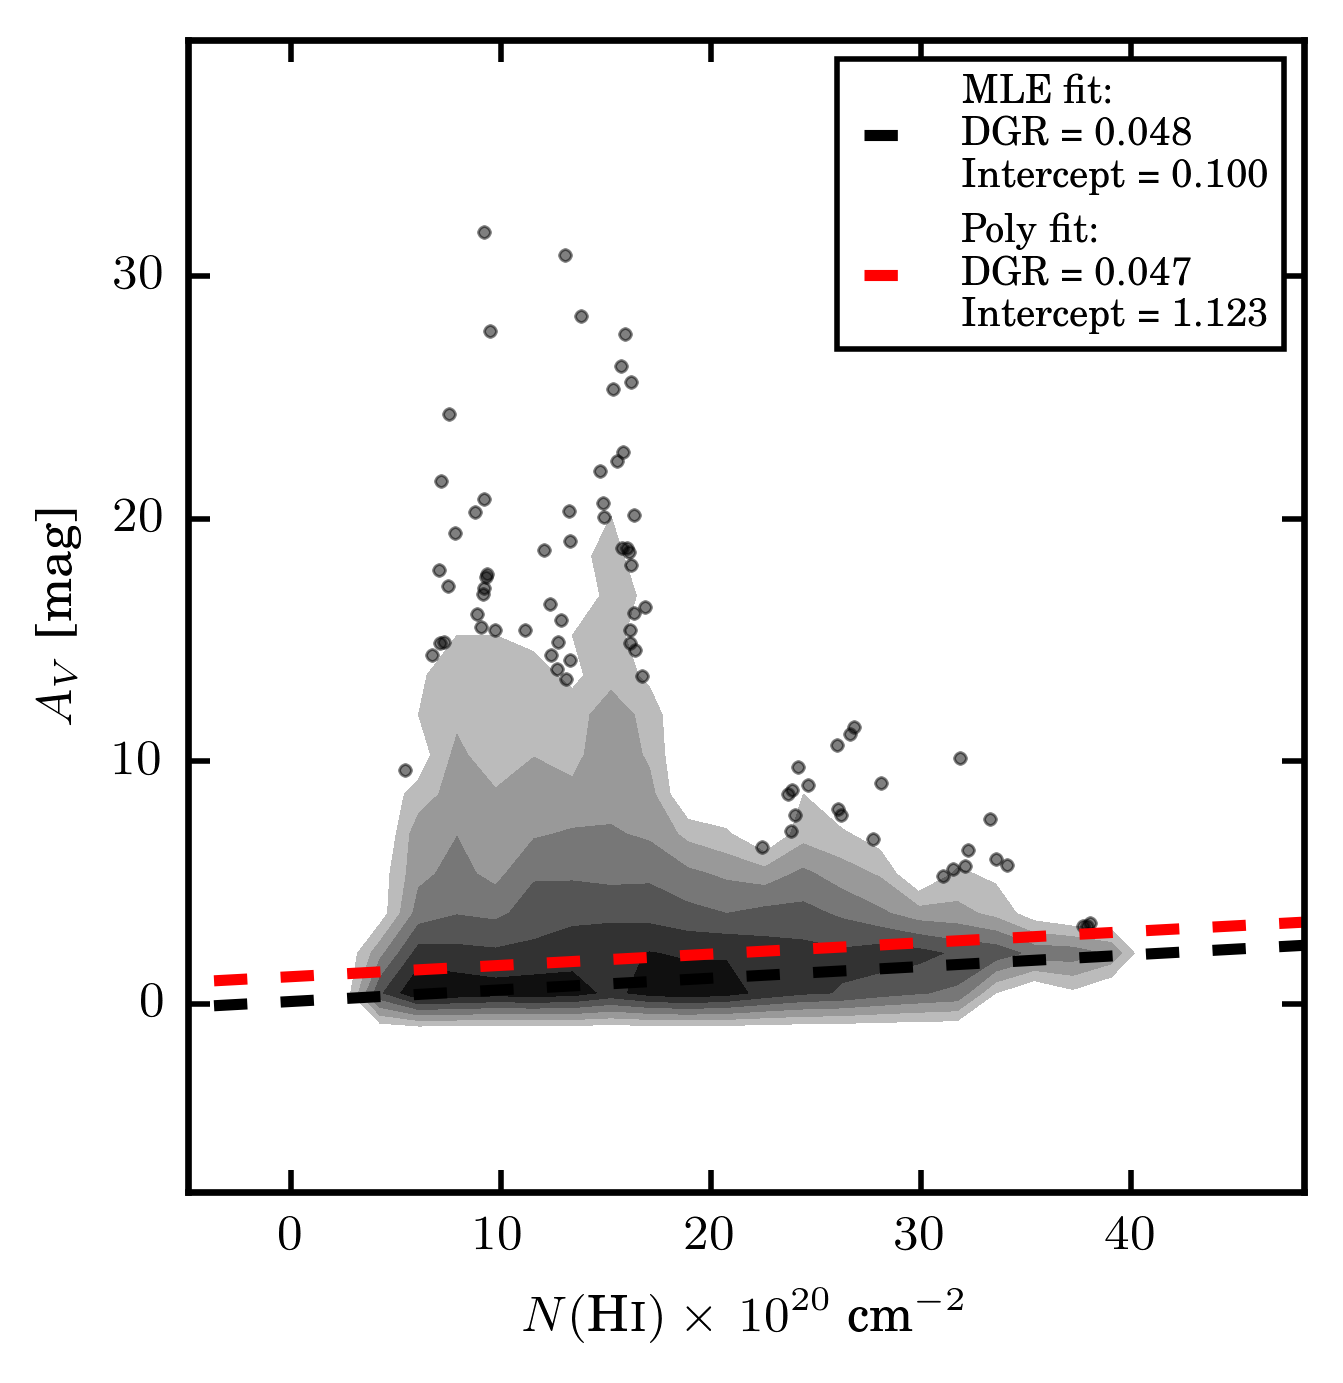 MLE fit:
DGR = 0.048
Intercept = 0.100
Poly fit:
DGR = 0.047
Intercept = 1.123
30
20
10
0
A_V [mag]
0 10 20 30 40
N(HI) × 10^{20} cm^{−2}